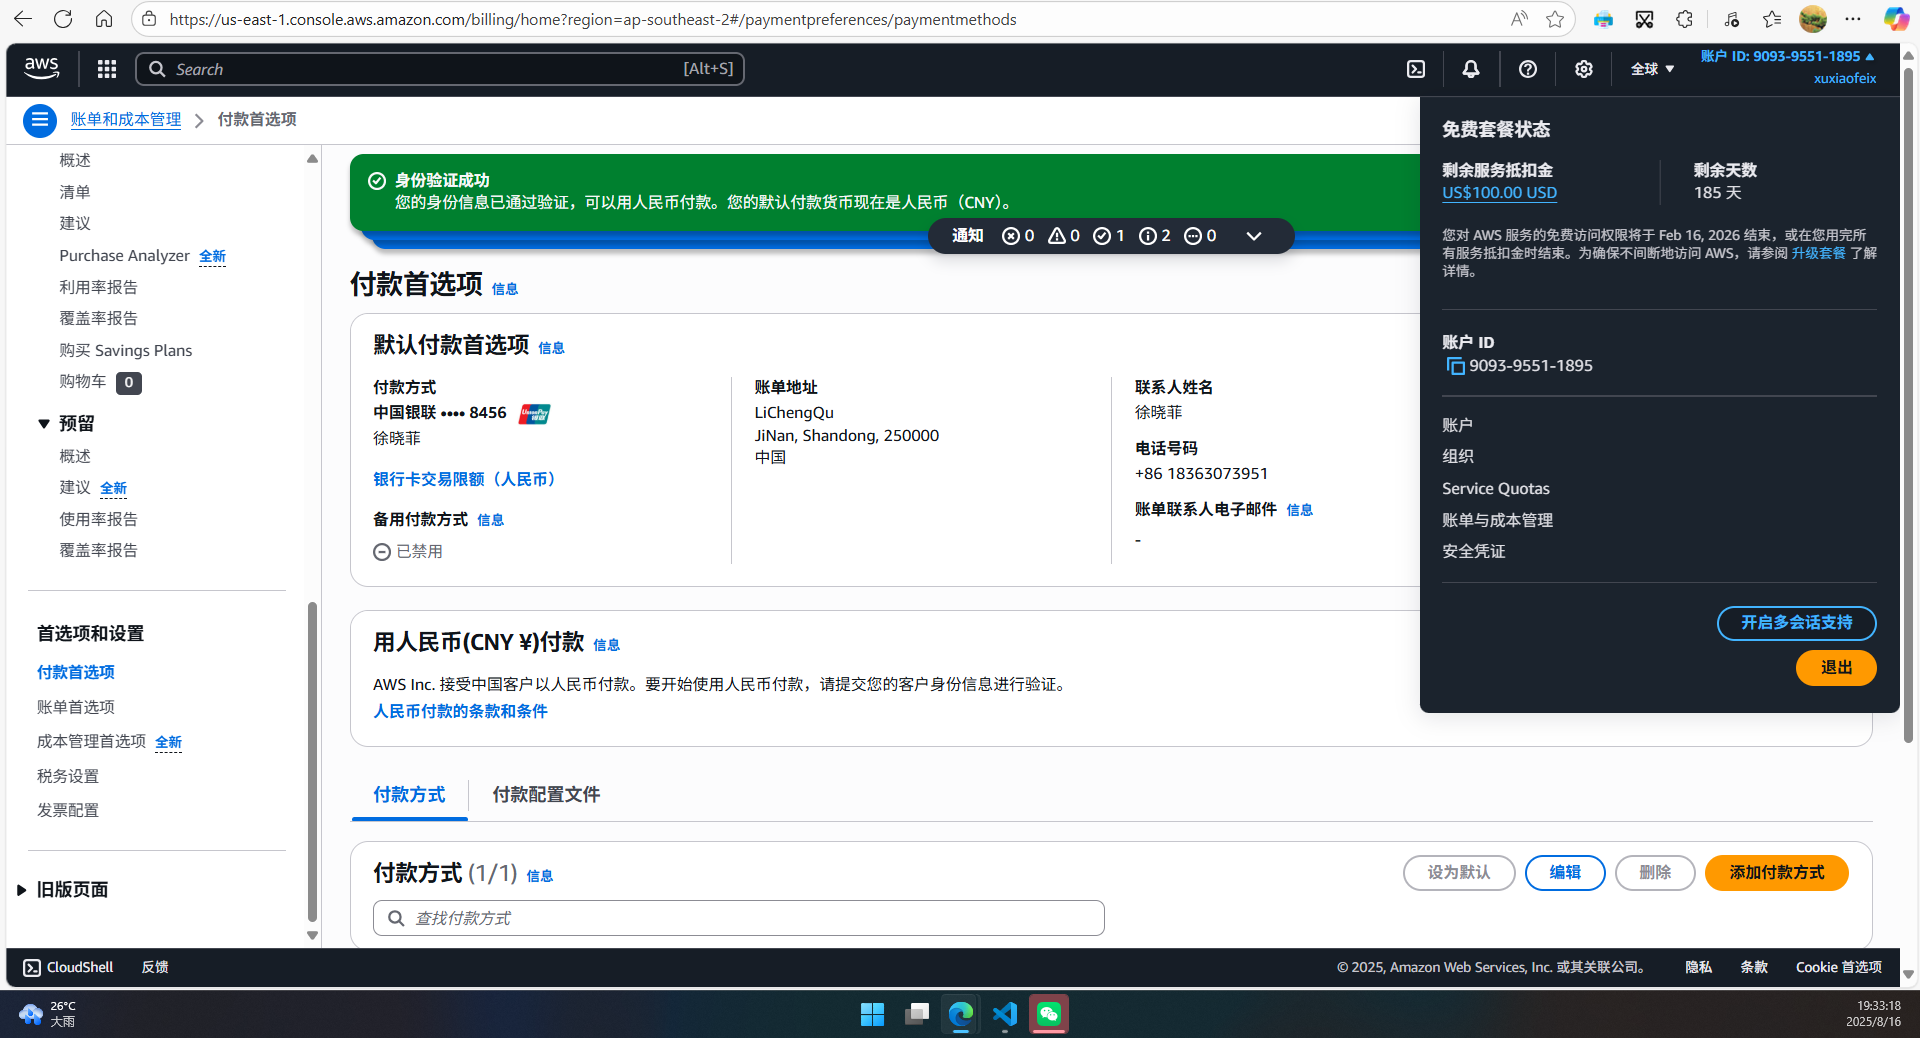 https://us-east-1.console.aws.amazon.com/billing/home?region=ap-southeast-2#/paymentpreferences/paymentmethods
aws
Search
[Alt+S]
全球
账户 ID: 9093-9551-1895
xuxiaofeix
账单和成本管理
付款首选项
概述
清单
建议
Purchase Analyzer 全新
利用率报告
覆盖率报告
购买 Savings Plans
购物车 0
预留
概述
建议 全新
使用率报告
覆盖率报告
首选项和设置
付款首选项
账单首选项
成本管理首选项 全新
税务设置
发票配置
旧版页面
身份验证成功
您的身份信息已通过验证，可以用人民币付款。您的默认付款货币现在是人民币（CNY）。
通知 0 0 1 2 0
付款首选项 信息
默认付款首选项 信息
付款方式
中国银联 •••• 8456
UnionPay
银联
徐晓菲
银行卡交易限额（人民币）
备用付款方式 信息
已禁用
账单地址
LiChengQu
JiNan, Shandong, 250000
中国
联系人姓名
徐晓菲
电话号码
+86 18363073951
账单联系人电子邮件 信息
-
用人民币(CNY ¥)付款 信息
AWS Inc. 接受中国客户以人民币付款。要开始使用人民币付款，请提交您的客户身份信息进行验证。
人民币付款的条款和条件
付款方式
付款配置文件
付款方式 (1/1) 信息
设为默认
编辑
删除
添加付款方式
查找付款方式
免费套餐状态
剩余服务抵扣金
US$100.00 USD
剩余天数
185 天
您对 AWS 服务的免费访问权限将于 Feb 16, 2026 结束，或在您用完所
有服务抵扣金时结束。为确保不间断地访问 AWS，请参阅 升级套餐 了解
详情。
账户 ID
9093-9551-1895
账户
组织
Service Quotas
账单与成本管理
安全凭证
开启多会话支持
退出
CloudShell
反馈
© 2025, Amazon Web Services, Inc. 或其关联公司。
隐私
条款
Cookie 首选项
26°C
大雨
19:33:18
2025/8/16